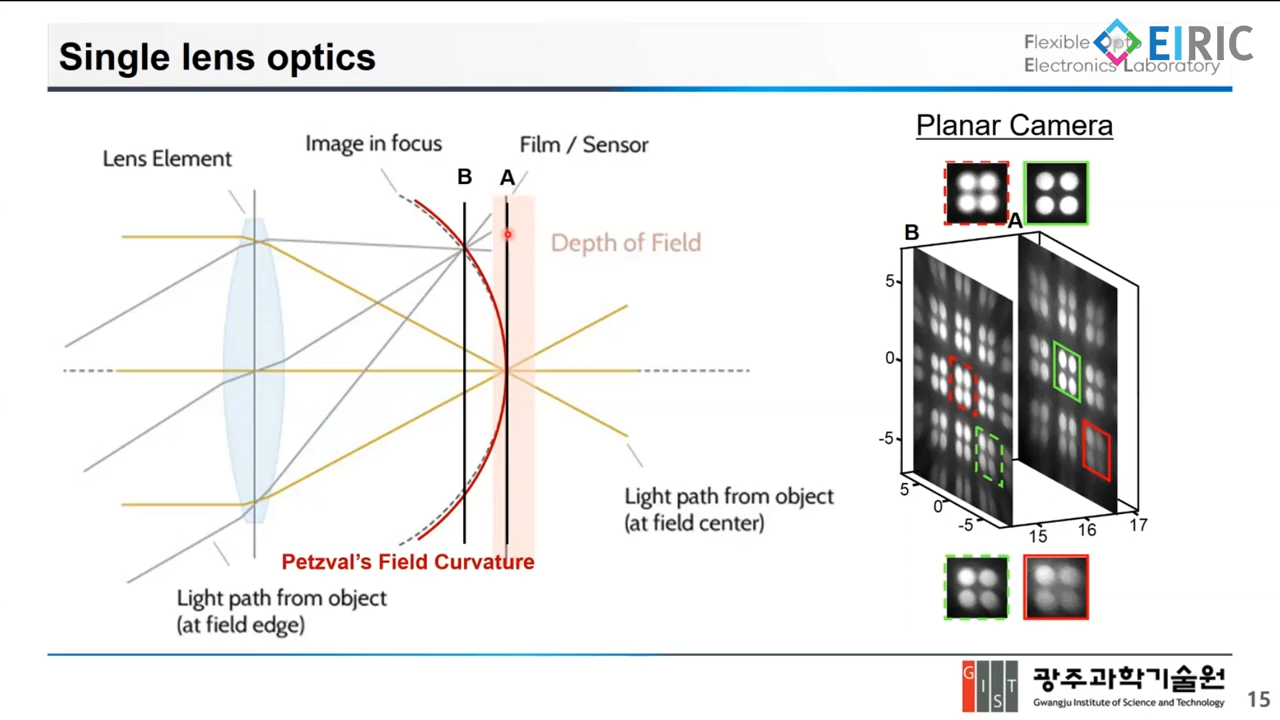 Single lens optics
Flexible Opto
Electronics Laboratory
EIRIC
Lens Element
Image in focus
Film / Sensor
B
A
Depth of Field
Light path from object
(at field center)
Petzval's Field Curvature
Light path from object
(at field edge)
Planar Camera
B
A
5
0
-5
5
0
-5
15
16
17
GIST
광주과학기술원
Gwangju Institute of Science and Technology
15